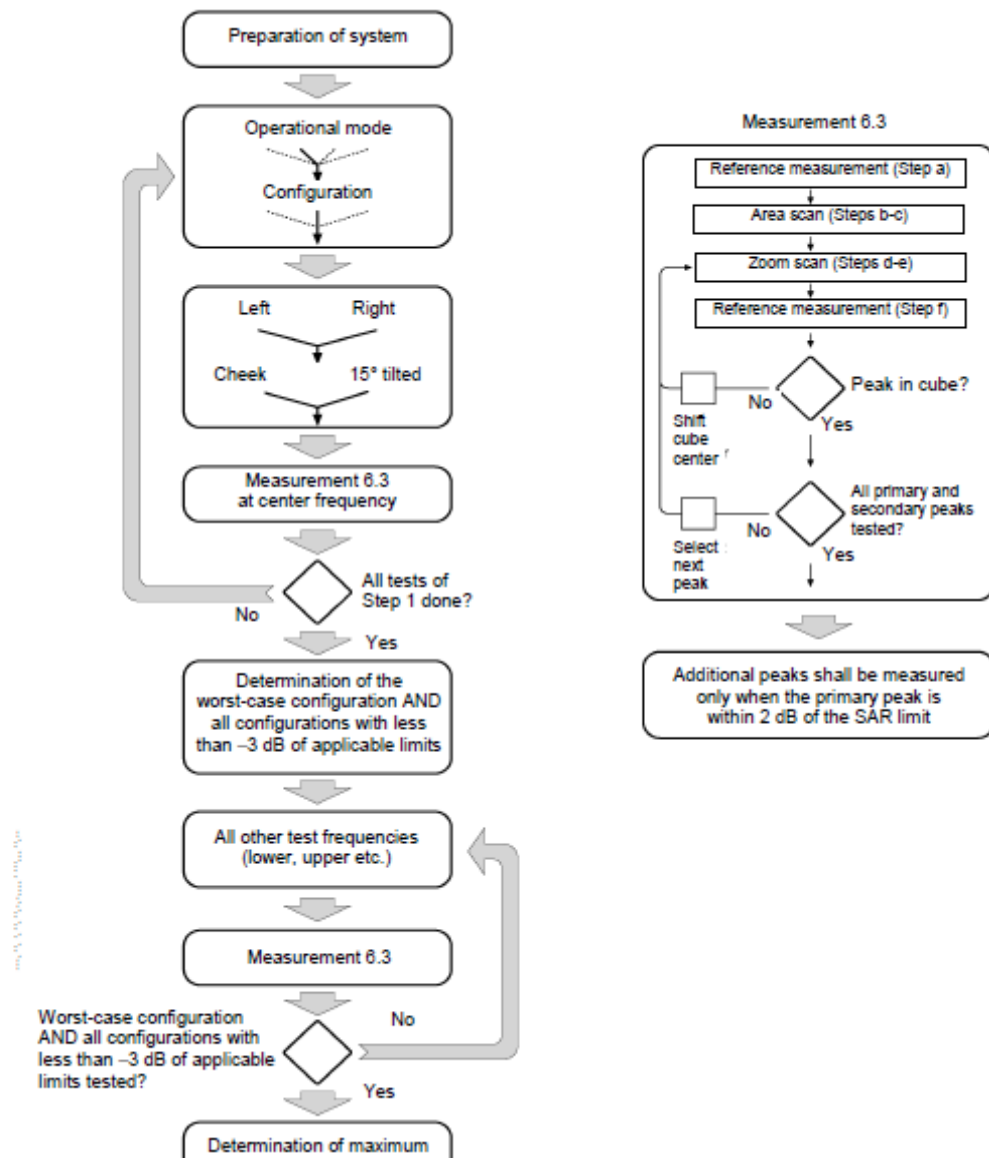 Preparation of system
Operational mode
Configuration
Left Right
Cheek 15° tilted
Measurement 6.3
at center frequency
All tests of
Step 1 done?
No
Yes
Determination of the
worst-case configuration AND
all configurations with less
than –3 dB of applicable limits
All other test frequencies
(lower, upper etc.)
Measurement 6.3
Worst-case configuration
AND all configurations with
less than –3 dB of applicable
limits tested?
No
Yes
Determination of maximum
Measurement 6.3
Reference measurement (Step a)
Area scan (Steps b-c)
Zoom scan (Steps d-e)
Reference measurement (Step f)
Peak in cube?
No
Yes
Shift
cube
center
All primary and
secondary peaks
tested?
No
Yes
Select
next
peak
Additional peaks shall be measured
only when the primary peak is
within 2 dB of the SAR limit